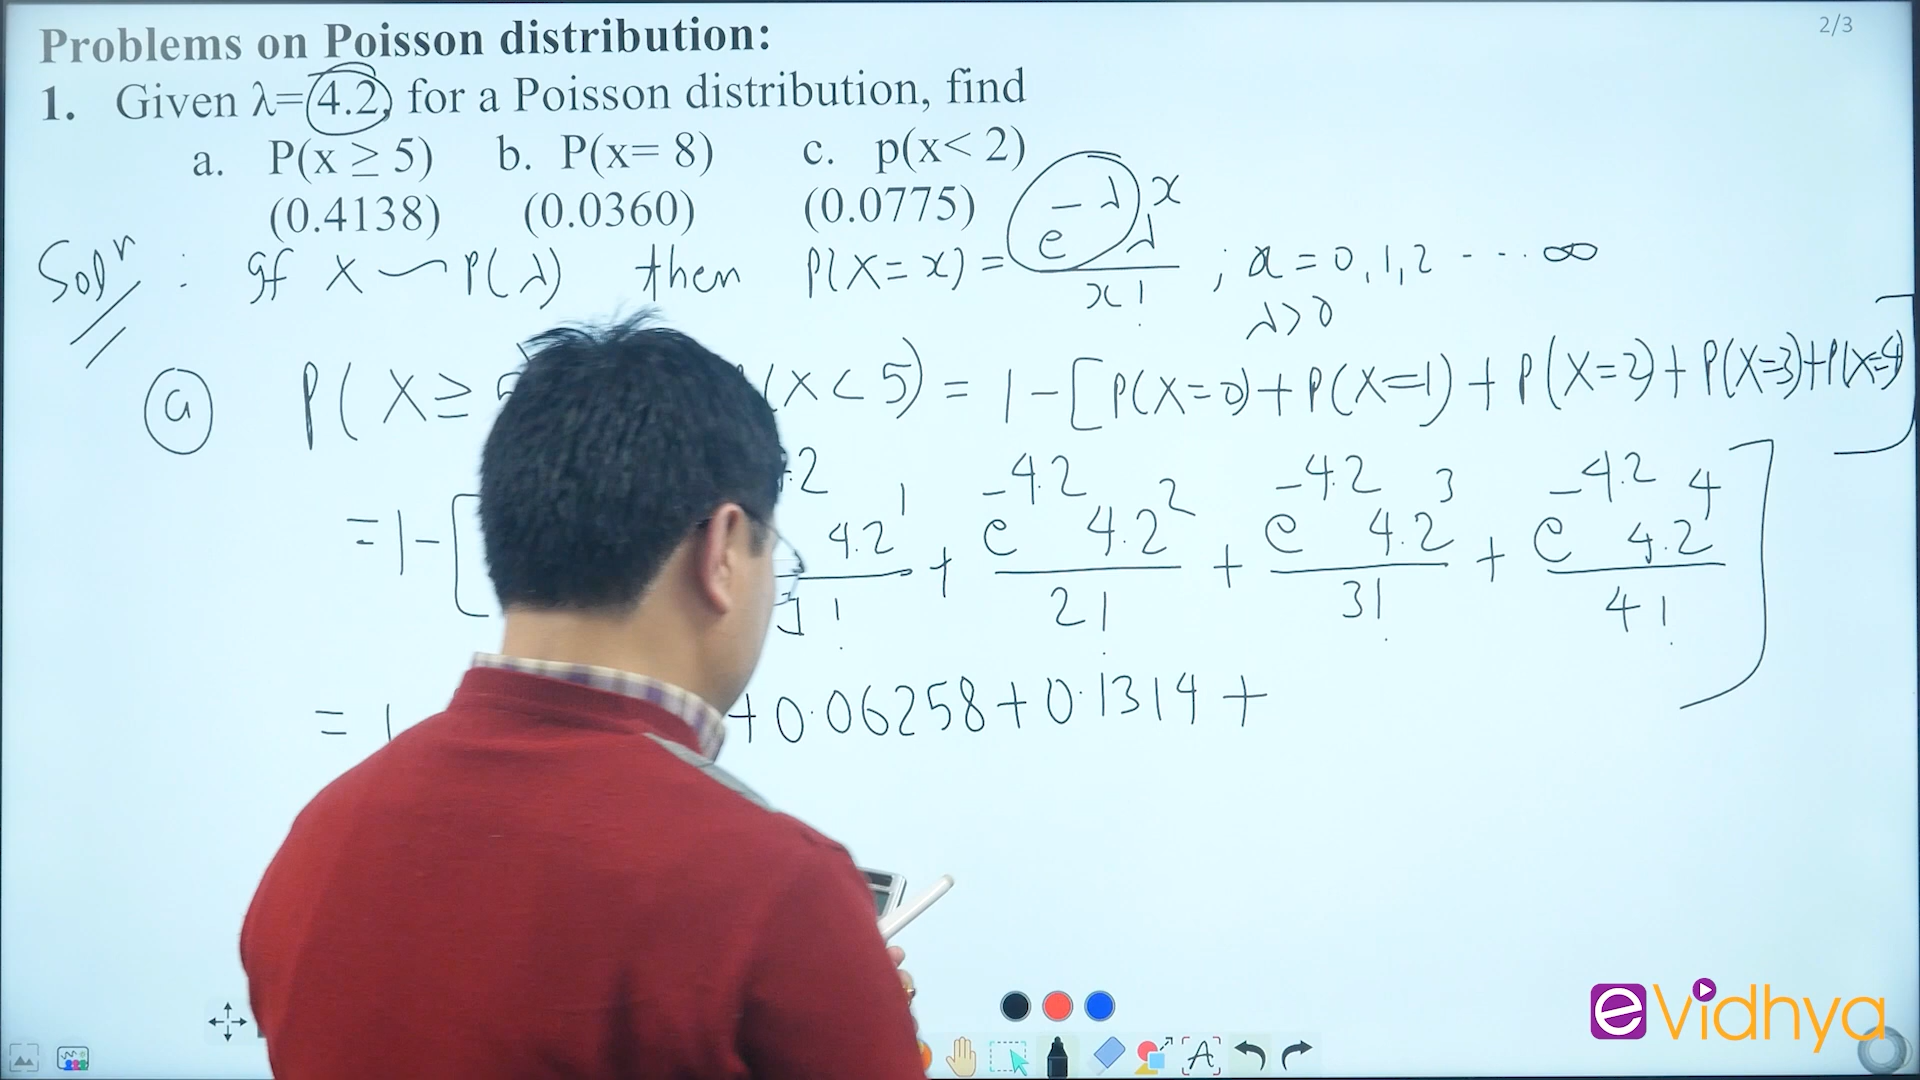 2/3
Problems on Poisson distribution:
1. Given λ=4.2, for a Poisson distribution, find
a. P(x ≥ 5) b. P(x= 8) c. p(x< 2)
(0.4138) (0.0360) (0.0775)
Solⁿ : If X ~ P(λ) then P(X=x) = e^-λ λ^x / x! ; x = 0,1,2 --- ∞
λ>0
a P(X≥ (X<5) = 1-[P(X=0)+P(X=1)+P(X=2)+P(X=3)+P(X=4)]
=1-[ .2 4.2^1 / 1! + e^-4.2 4.2^2 / 2! + e^-4.2 4.2^3 / 3! + e^-4.2 4.2^4 / 4! ]
= 1 +0.06258+0.1314+
eVidhya